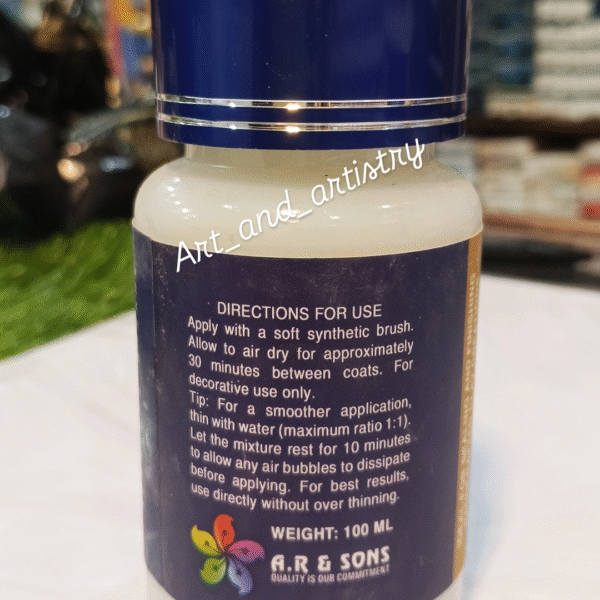 Art_and_artistry
DIRECTIONS FOR USE
Apply with a soft synthetic brush.
Allow to air dry for approximately
30 minutes between coats. For
decorative use only.
Tip: For a smoother application,
thin with water (maximum ratio 1:1).
Let the mixture rest for 10 minutes
to allow any air bubbles to dissipate
before applying. For best results,
use directly without over thinning.
WEIGHT: 100 ML
A.R & SONS
QUALITY IS OUR COMMITMENT